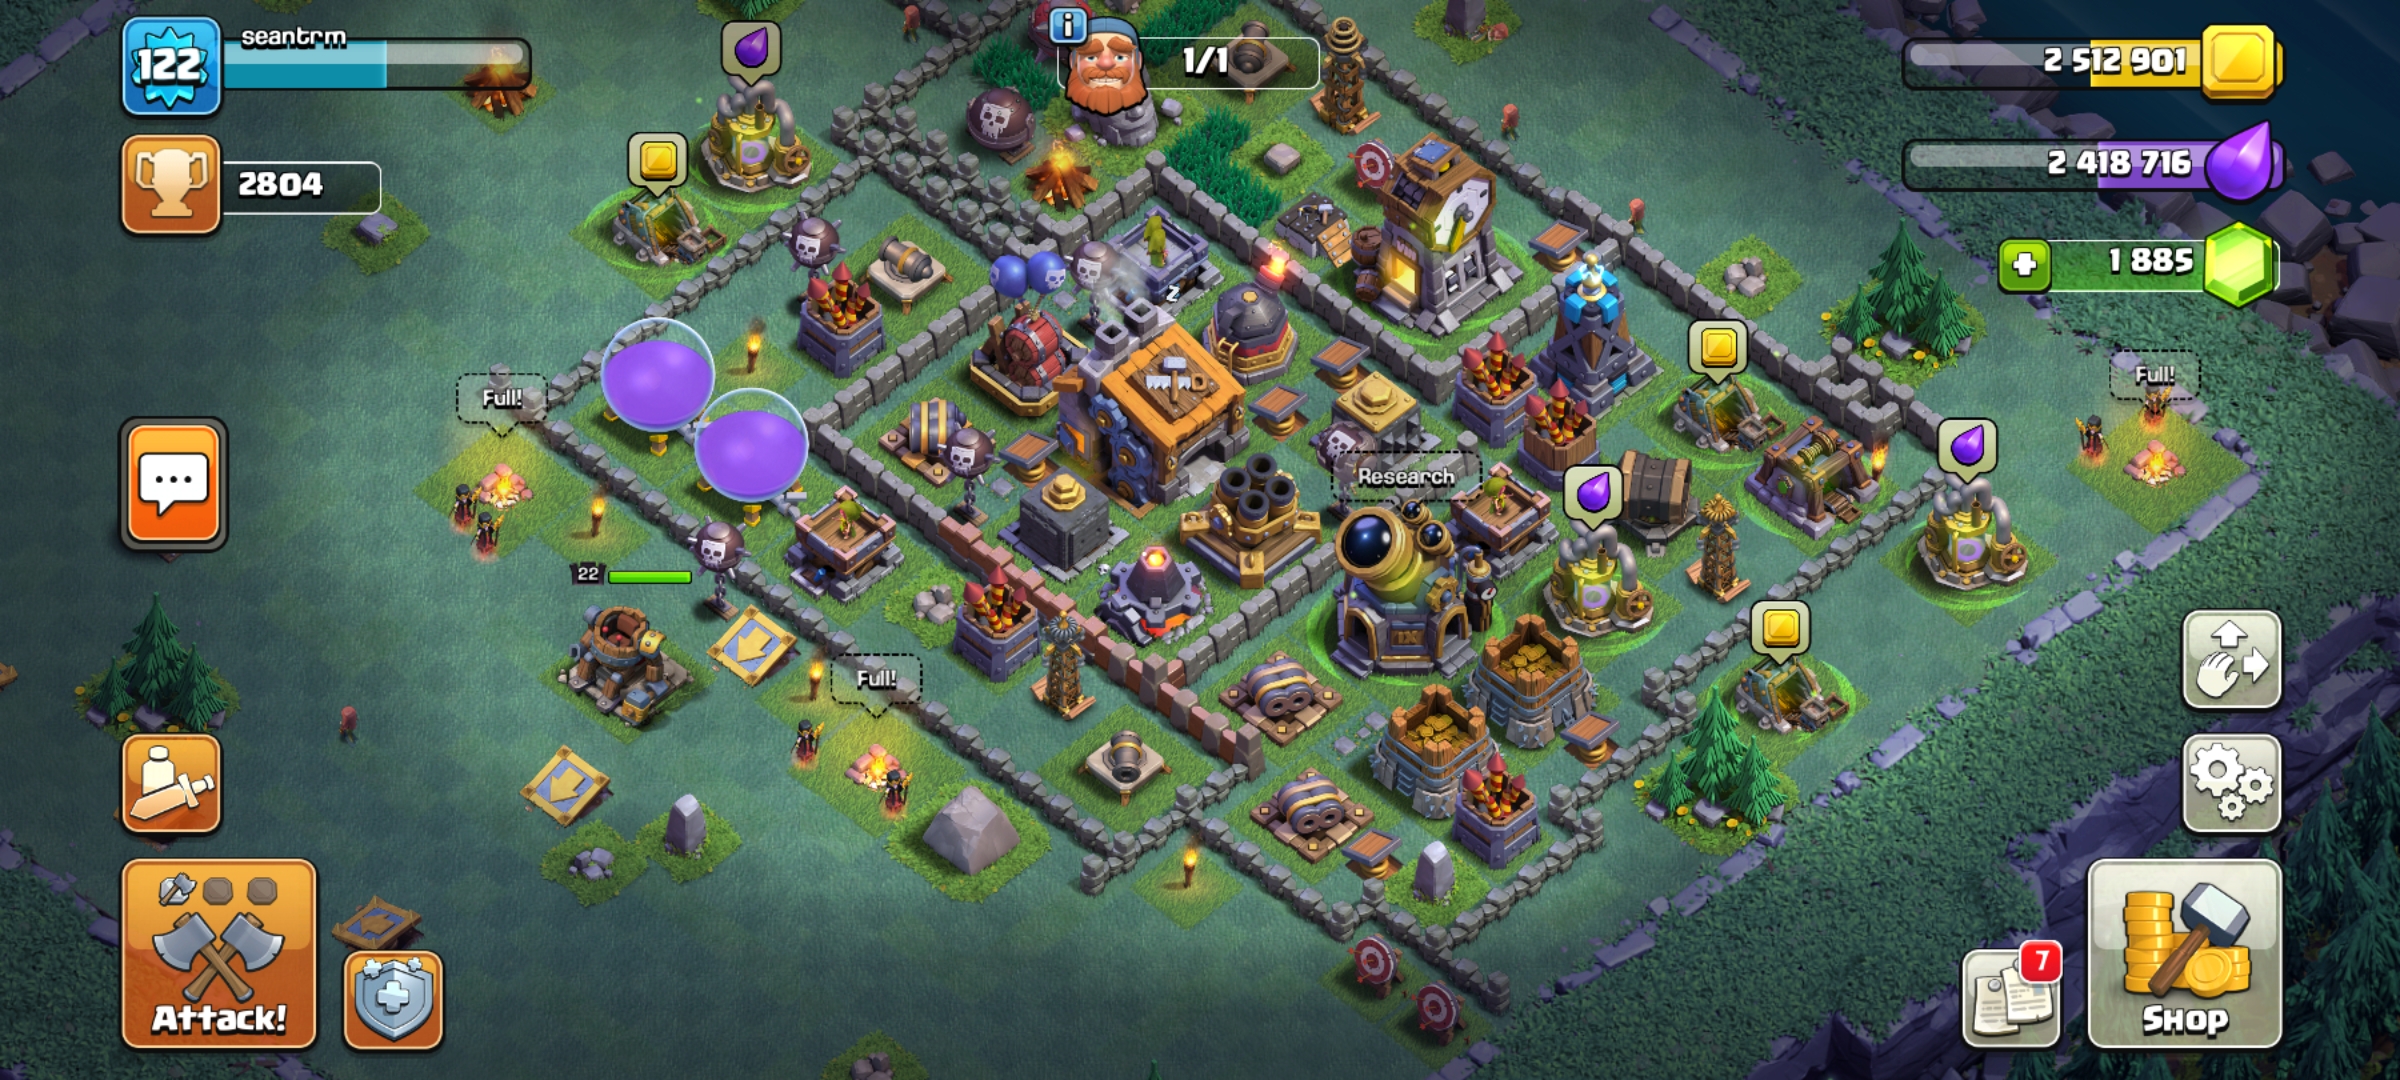 122
seantrm
1/1
2 512 901
2804
2 418 716
1 885
z
Full!
Full!
Research
22
Full!
IX
7
Attack!
Shop